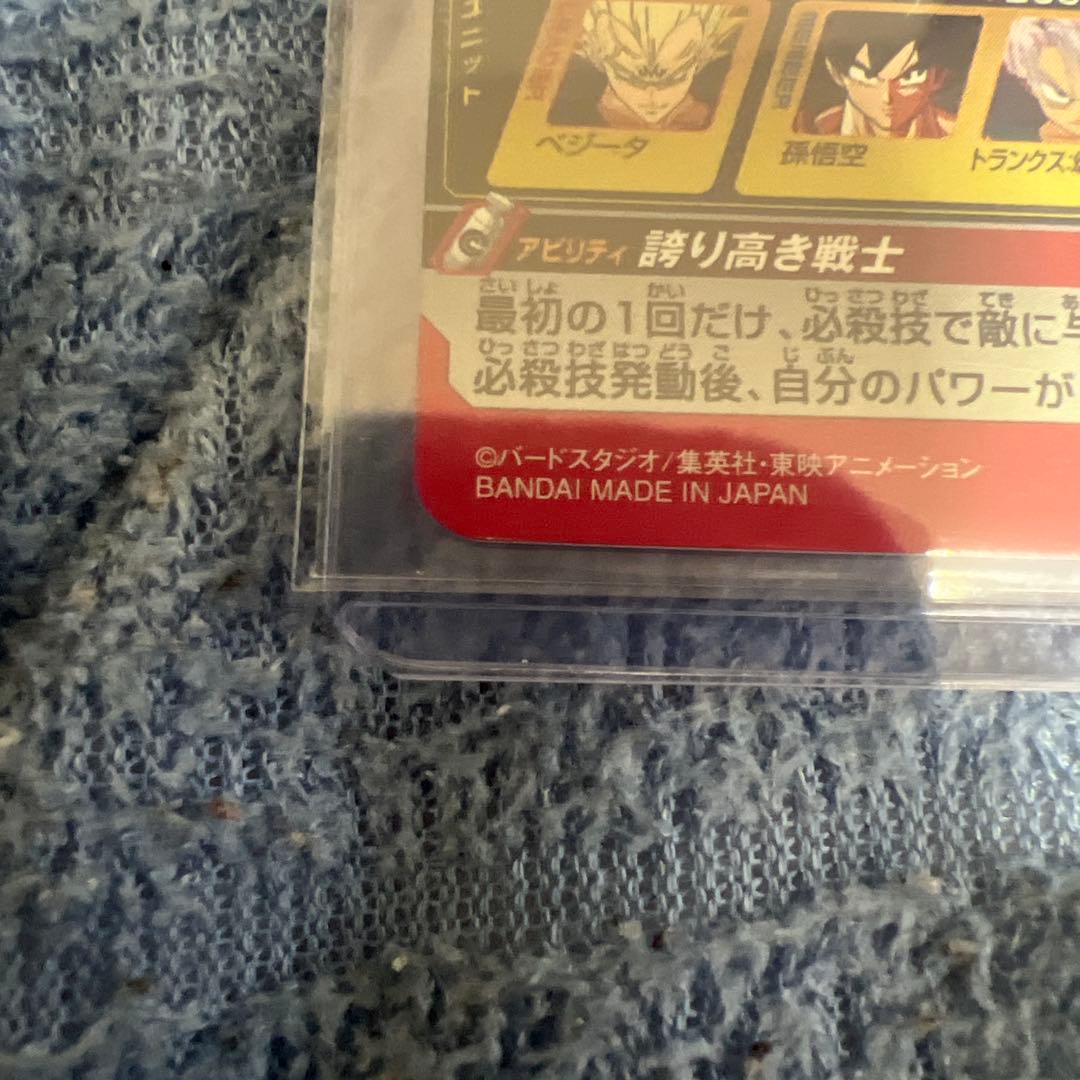 ユニット
ベジータ
孫悟空
トランクス:
アビリティ 誇り高き戦士
さいしょ かい ひっさつわざ てき あ
最初の1回だけ、必殺技で敵に与
ひっさつわざはつどうご じぶん
必殺技発動後、自分のパワーが
©バードスタジオ/集英社・東映アニメーション
BANDAI MADE IN JAPAN